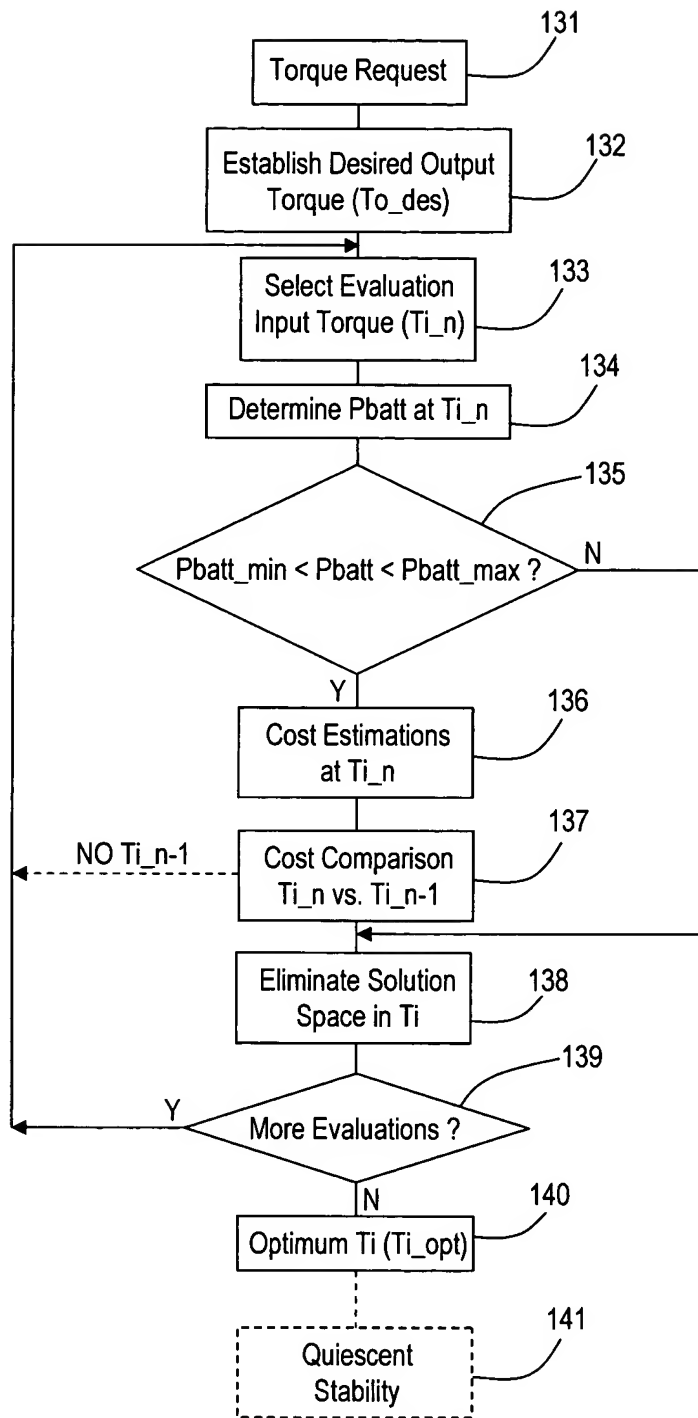 131
Torque Request
132
Establish Desired Output
Torque (To_des)
133
Select Evaluation
Input Torque (Ti_n)
134
Determine Pbatt at Ti_n
135
Pbatt_min < Pbatt < Pbatt_max ?
N
Y
136
Cost Estimations
at Ti_n
137
NO Ti_n-1
Cost Comparison
Ti_n vs. Ti_n-1
138
Eliminate Solution
Space in Ti
139
Y
More Evaluations ?
N
140
Optimum Ti (Ti_opt)
141
Quiescent
Stability